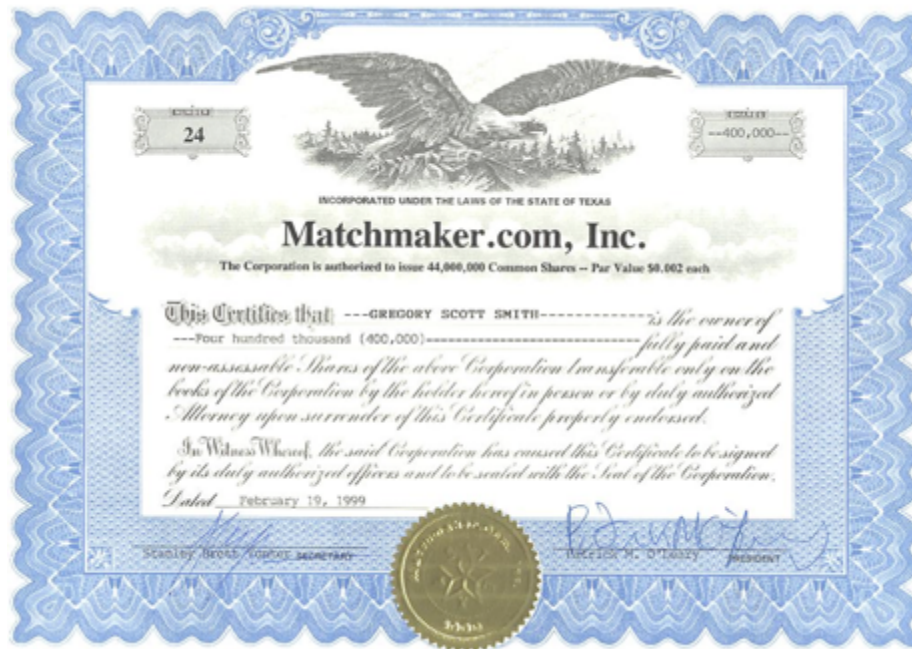 24
--400,000--
INCORPORATED UNDER THE LAWS OF THE STATE OF TEXAS
Matchmaker.com, Inc.
The Corporation is authorized to issue 44,000,000 Common Shares -- Par Value $0.002 each
This Certifies that ---GREGORY SCOTT SMITH------------ is the owner of
---Four hundred thousand (400,000)------------------------ fully paid and
non-assessable Shares of the above Corporation transferable only on the
books of the Corporation by the holder hereof in person or by duly authorized
Attorney upon surrender of this Certificate properly endorsed.
In Witness Whereof, the said Corporation has caused this Certificate to be signed
by its duly authorized officers and to be sealed with the Seal of the Corporation.
Dated February 19, 1999
Stanley Brett SECRETARY Patrick M. O'Leary PRESIDENT